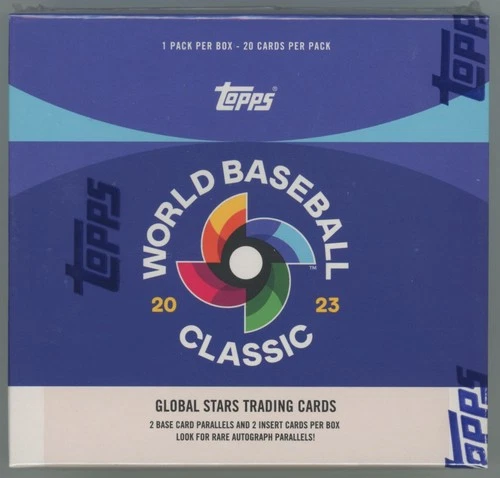 1 PACK PER BOX - 20 CARDS PER PACK
topps
topps®
WORLD BASEBALL
topps
TM
20 23
CLASSIC
GLOBAL STARS TRADING CARDS
2 BASE CARD PARALLELS AND 2 INSERT CARDS PER BOX
LOOK FOR RARE AUTOGRAPH PARALLELS!
topps